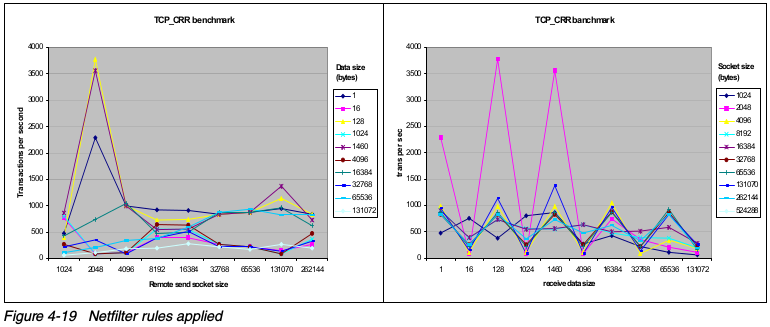 TCP_CRR benchmark
4000
3500
3000
2500
2000
1500
1000
500
0
Transactions per second
1024 2048 4096 8192 16384 32768 65536 131070 262144
Remote send socket size
Data size
(bytes)
1
16
128
1024
1460
4096
16384
32768
65536
131072
TCP_CRR banchmark
4000
3500
3000
2500
2000
1500
1000
500
0
trans per sec
1 16 128 1024 1460 4096 16384 32768 65536 131072
receive data size
Socket size
(bytes)
1024
2048
4096
8192
16384
32768
65536
131070
262144
524288
Figure 4-19 Netfilter rules applied